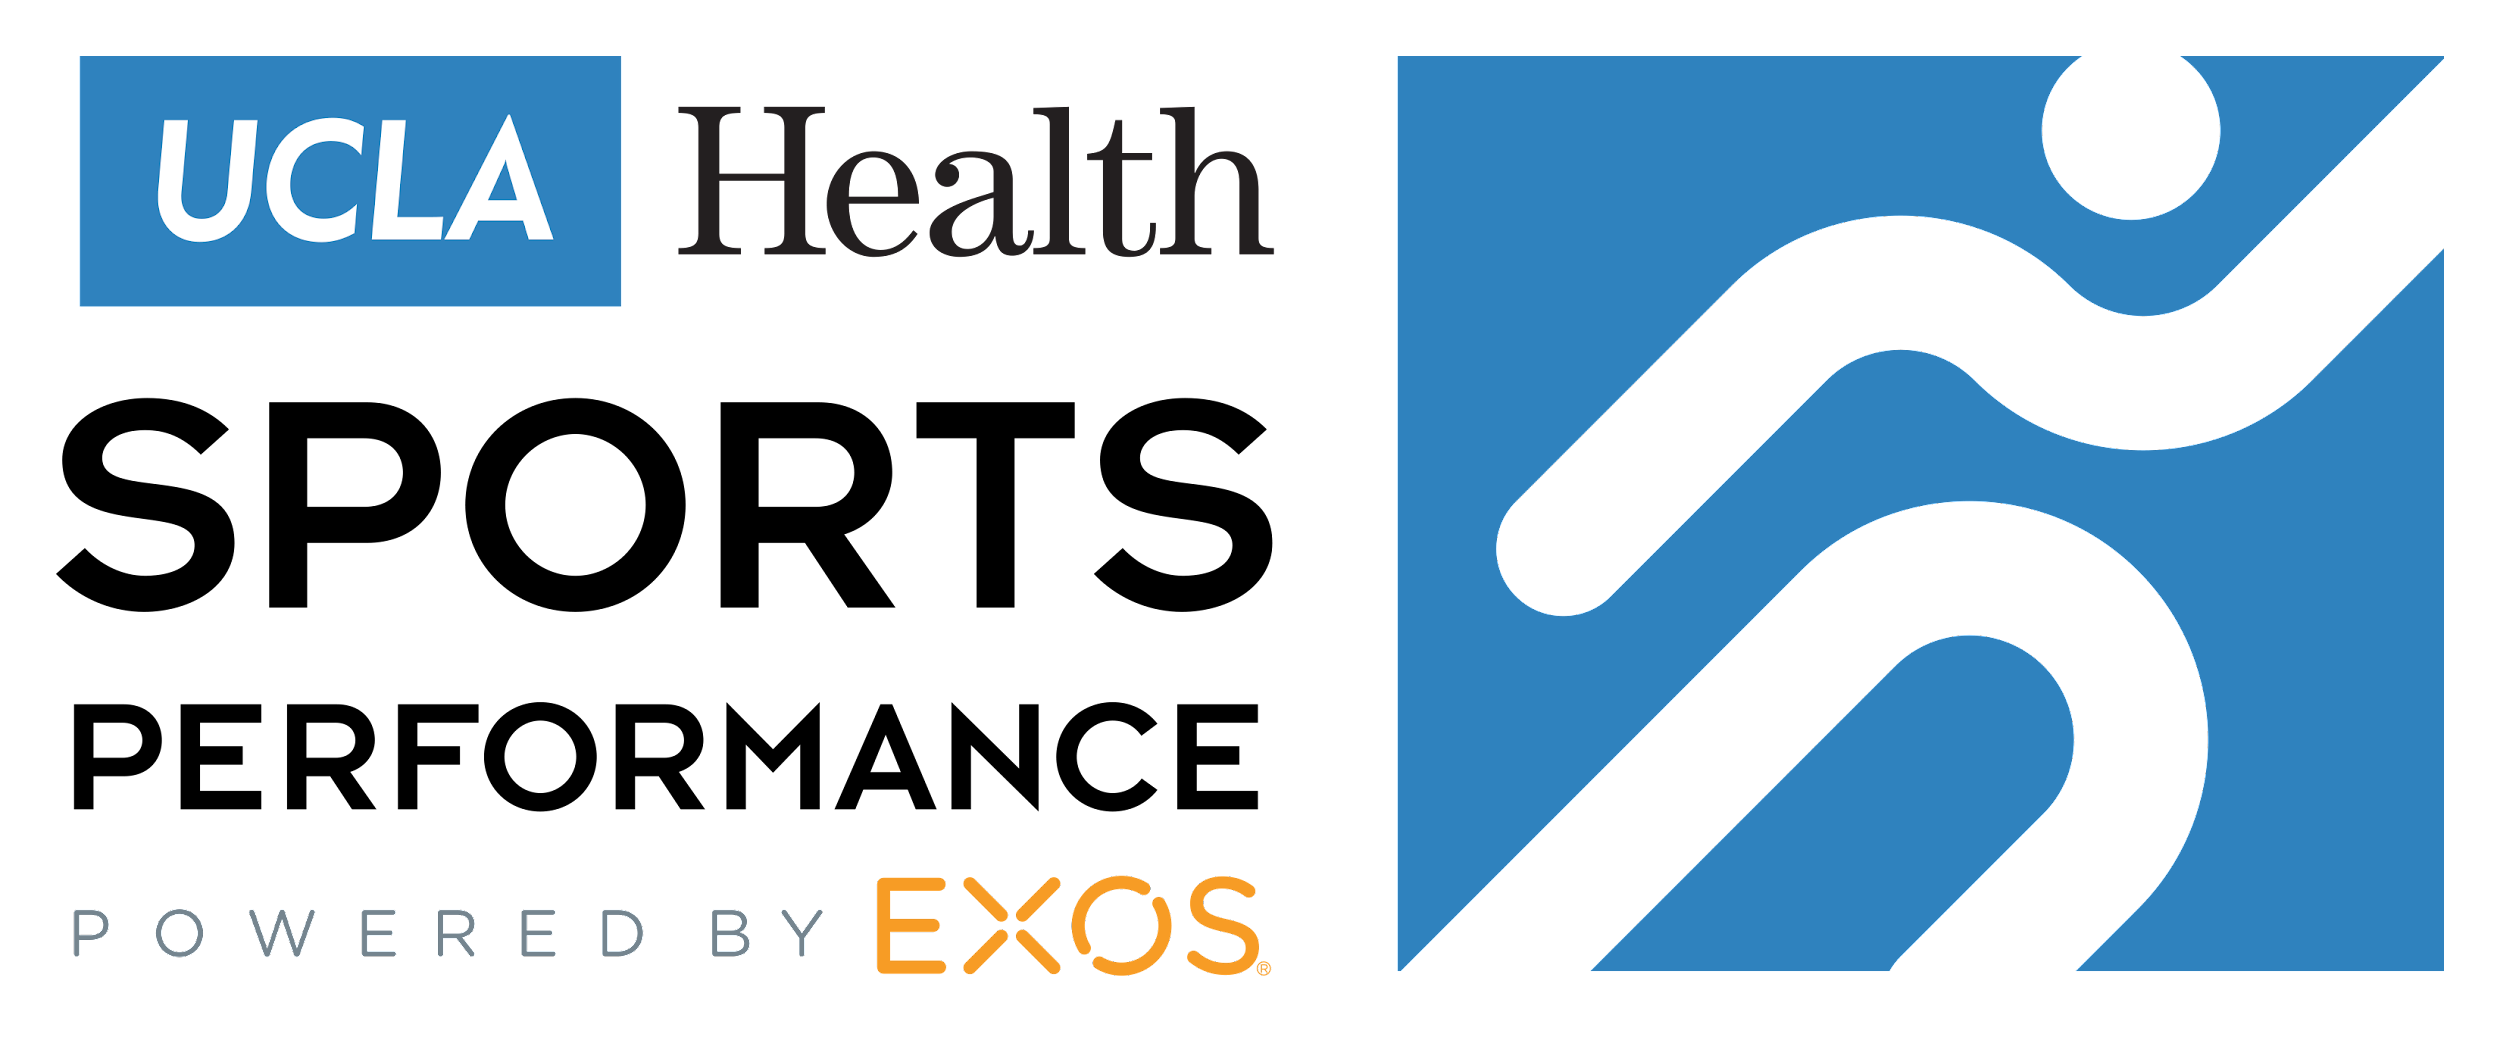 UCLA Health
SPORTS
PERFORMANCE
POWERED BY EXOS®